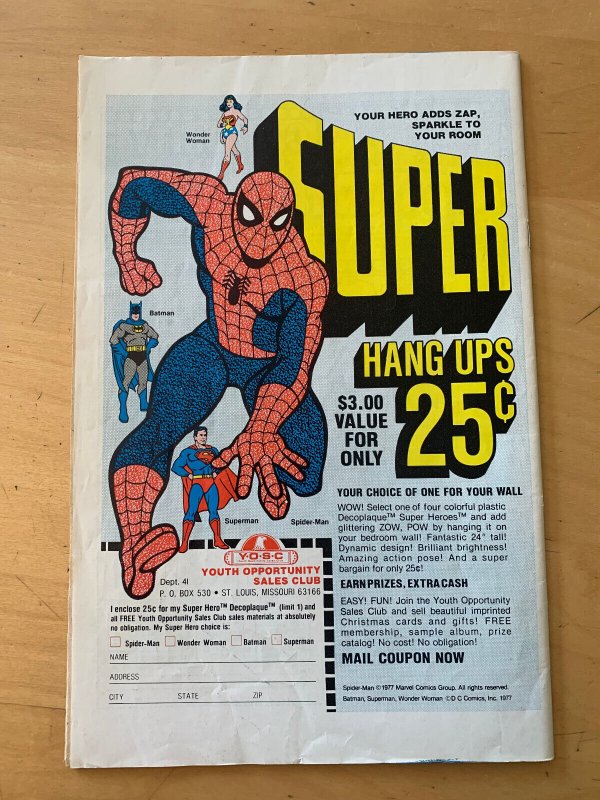 YOUR HERO ADDS ZAP,
SPARKLE TO
YOUR ROOM
Wonder
Woman
SUPER
Batman
HANG UPS
$3.00
VALUE
FOR
ONLY
25¢
Superman
Spider-Man
YOUR CHOICE OF ONE FOR YOUR WALL
WOW! Select one of four colorful plastic
Decoplaque™ Super Heroes™ and add
glittering ZOW, POW by hanging it on
your bedroom wall! Fantastic 24" tall!
Dynamic design! Brilliant brightness!
Amazing action pose! And a super
bargain for only 25¢!
EARN PRIZES, EXTRA CASH
EASY! FUN! Join the Youth Opportunity
Sales Club and sell beautiful imprinted
Christmas cards and gifts! FREE
membership, sample album, prize
catalog! No cost! No obligation!
MAIL COUPON NOW
Spider-Man © 1977 Marvel Comics Group. All rights reserved.
Batman, Superman, Wonder Woman © D C Comics, Inc. 1977
Y·O·S·C
YOUTH OPPORTUNITY
SALES CLUB
Dept. 41
P. O. BOX 530 • ST. LOUIS, MISSOURI 63166
I enclose 25¢ for my Super Hero™ Decoplaque™ (limit 1) and
all FREE Youth Opportunity Sales Club sales materials at absolutely
no obligation. My Super Hero choice is:
Spider-Man Wonder Woman Batman Superman
NAME
ADDRESS
CITY STATE ZIP